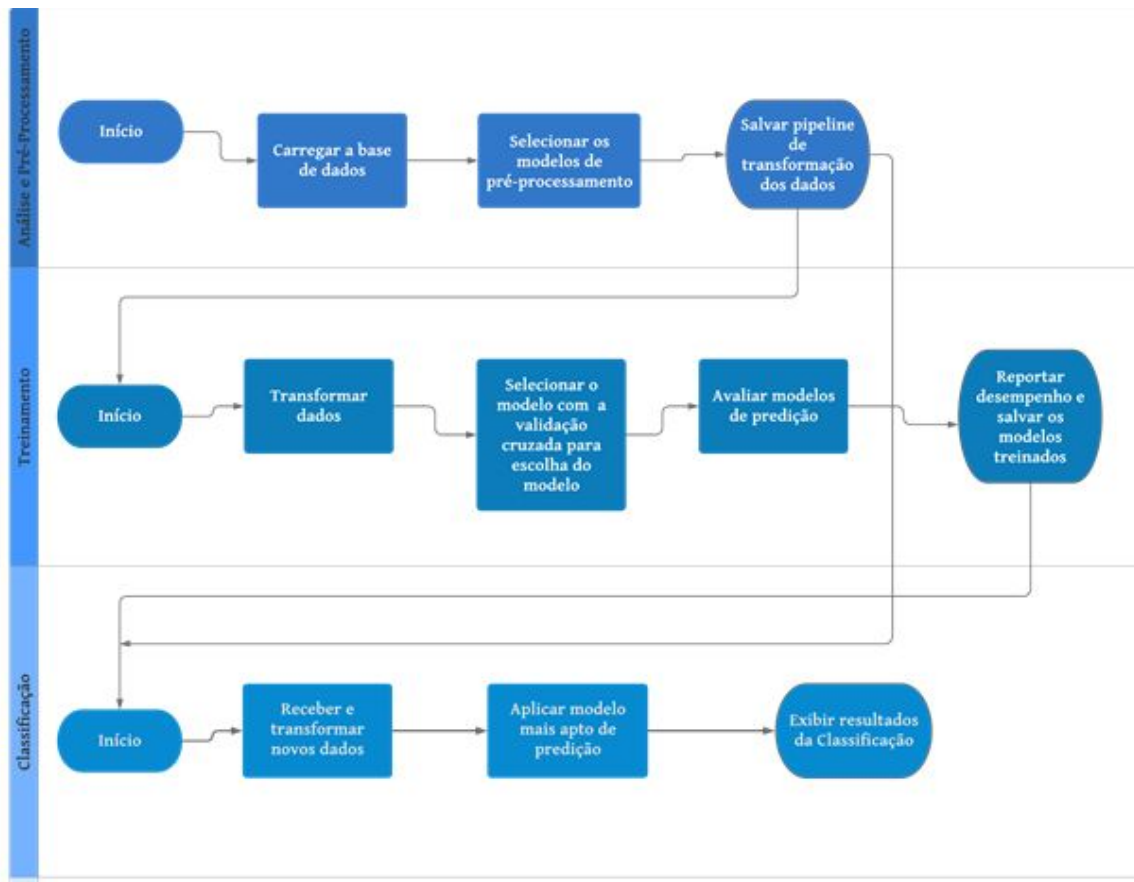 Análise e Pré-Processamento
Início
Carregar a base
de dados
Selecionar os
modelos de
pré-processamento
Salvar pipeline
de
transformação
dos dados
Treinamento
Início
Transformar
dados
Selecionar o
modelo com a
validação
cruzada para
escolha do
modelo
Avaliar modelos
de predição
Reportar
desempenho e
salvar os
modelos
treinados
Classificação
Início
Receber e
transformar
novos dados
Aplicar modelo
mais apto de
predição
Exibir resultados
da Classificação